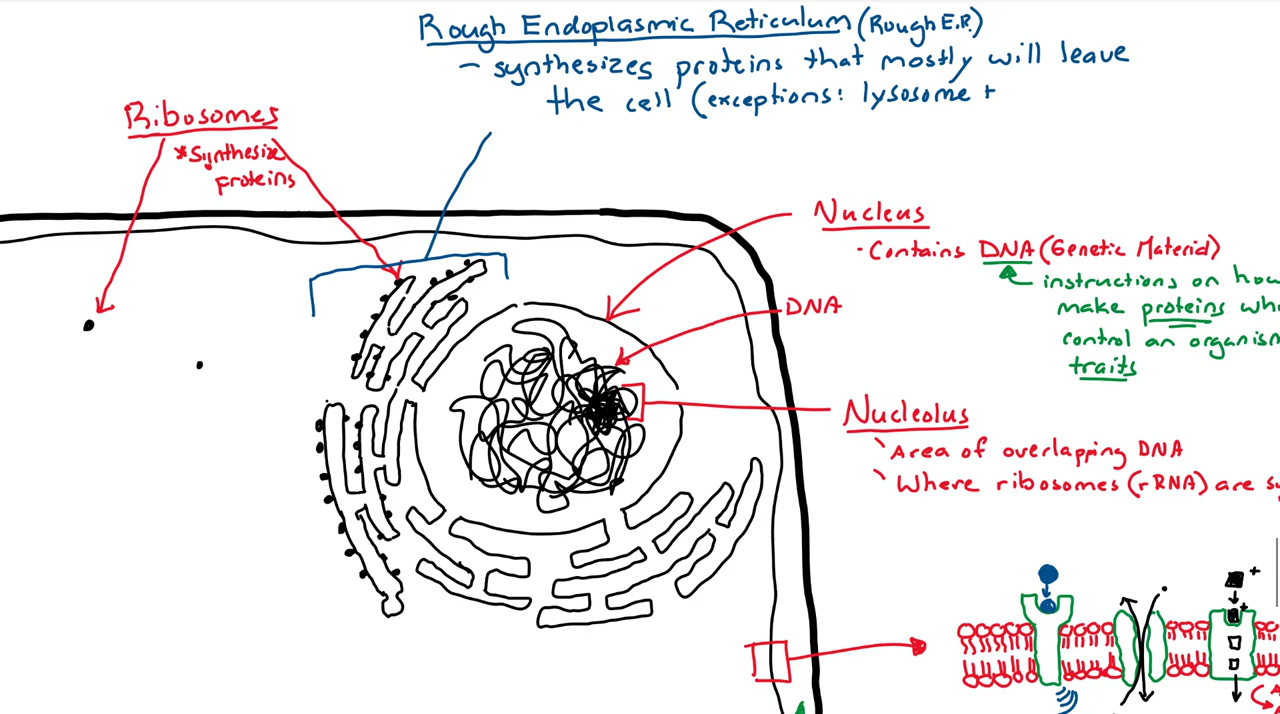 Rough Endoplasmic Reticulum (Rough E.R.)
- synthesizes proteins that mostly will leave
the cell (exceptions: lysosome +
Ribosomes
*Synthesize
proteins
Nucleus
· Contains DNA (Genetic Material)
instructions on how
make proteins
control an
traits
DNA
Nucleolus
Area of overlapping DNA
Where ribosomes (rRNA) are
+
+